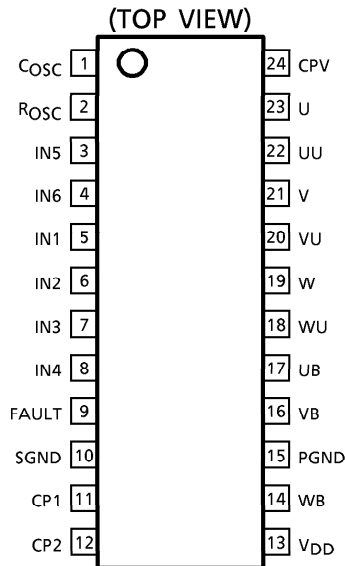 (TOP VIEW)
COSC 1 24 CPV
ROSC 2 23 U
IN5 3 22 UU
IN6 4 21 V
IN1 5 20 VU
IN2 6 19 W
IN3 7 18 WU
IN4 8 17 UB
FAULT 9 16 VB
SGND 10 15 PGND
CP1 11 14 WB
CP2 12 13 VDD